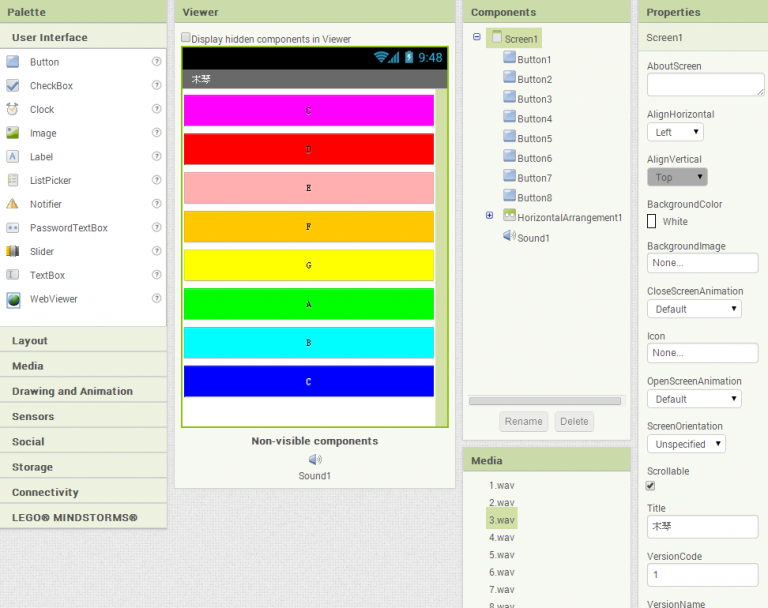 Palette
User Interface
Button
CheckBox
Clock
Image
Label
ListPicker
Notifier
PasswordTextBox
Slider
TextBox
WebViewer
Layout
Media
Drawing and Animation
Sensors
Social
Storage
Connectivity
LEGO® MINDSTORMS®
Viewer
Display hidden components in Viewer
9:48
木琴
C
D
E
F
G
A
B
C
Non-visible components
Sound1
Components
Screen1
Button1
Button2
Button3
Button4
Button5
Button6
Button7
Button8
HorizontalArrangement1
Sound1
Rename Delete
Media
1.wav
2.wav
3.wav
4.wav
5.wav
6.wav
7.wav
8.wav
Properties
Screen1
AboutScreen
AlignHorizontal
Left
AlignVertical
Top
BackgroundColor
White
BackgroundImage
None...
CloseScreenAnimation
Default
Icon
None...
OpenScreenAnimation
Default
ScreenOrientation
Unspecified
Scrollable
Title
木琴
VersionCode
1
VersionName